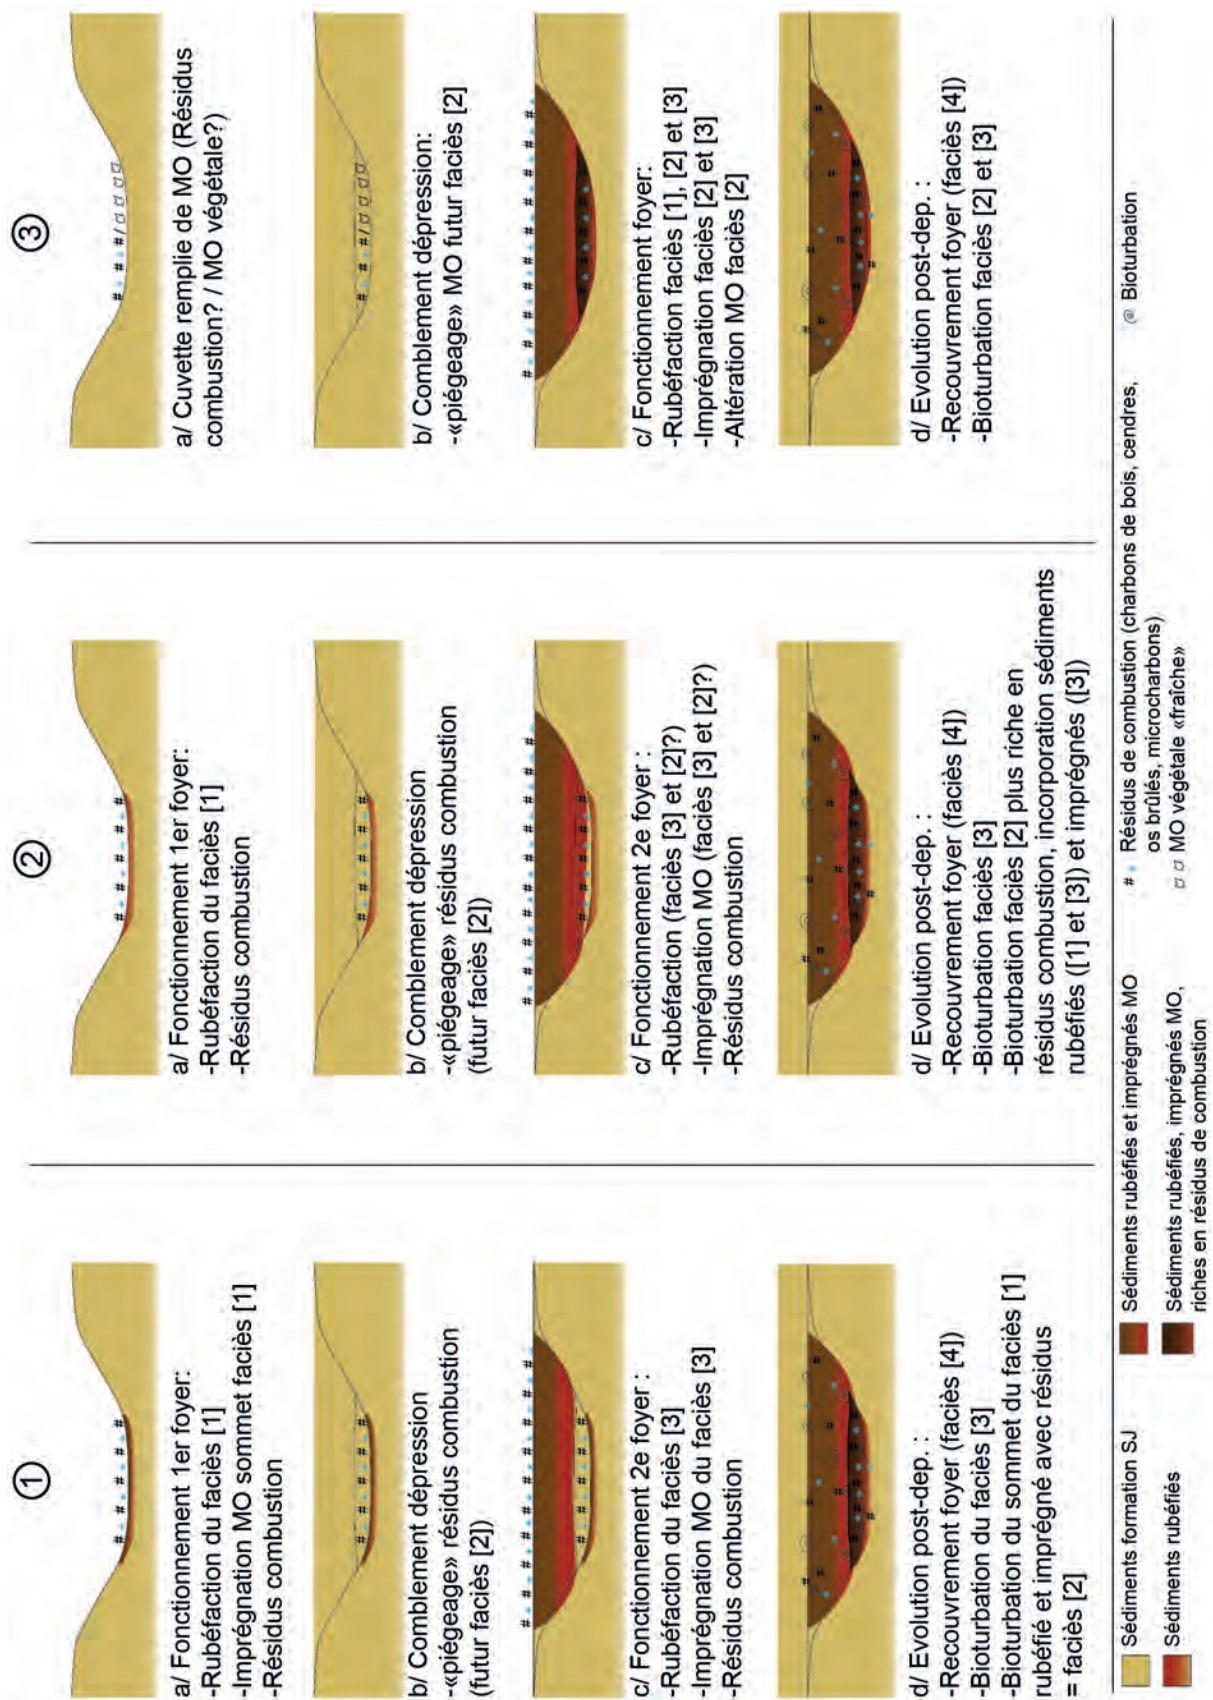 ①
a/ Fonctionnement 1er foyer:
-Rubéfaction du faciès [1]
-Imprégnation MO sommet faciès [1]
-Résidus combustion
b/ Comblement dépression
-«piégeage» résidus combustion
(futur faciès [2])
c/ Fonctionnement 2e foyer :
-Rubéfaction du faciès [3]
-Imprégnation MO du faciès [3]
-Résidus combustion
d/ Evolution post-dep. :
-Recouvrement foyer (faciès [4])
-Bioturbation du faciès [3]
-Bioturbation du sommet du faciès [1]
rubéfié et imprégné avec résidus
= faciès [2]
②
a/ Fonctionement 1er foyer:
-Rubéfaction du faciès [1]
-Résidus combustion
b/ Comblement dépression
-«piégeage» résidus combustion
(futur faciès [2])
c/ Fonctionnement 2e foyer :
-Rubéfaction (faciès [3] et [2]?)
-Imprégnation MO (faciès [3] et [2]?)
-Résidus combustion
d/ Evolution post-dep. :
-Recouvrement foyer (faciès [4])
-Bioturbation faciès [3]
-Bioturbation faciès [2] plus riche en
résidus combustion, incorporation sédiments
rubéfiés ([1] et [3]) et imprégnés ([3])
③
a/ Cuvette remplie de MO (Résidus
combustion? / MO végétale?)
b/ Comblement dépression:
-«piégeage» MO futur faciès [2]
c/ Fonctionnement foyer:
-Rubéfaction faciès [1], [2] et [3]
-Imprégnation faciès [2] et [3]
-Altération MO faciès [2]
d/ Evolution post-dep. :
-Recouvrement foyer (faciès [4])
-Bioturbation faciès [2] et [3]
Sédiments formation SJ
Sédiments rubéfiés
Sédiments rubéfiés et imprégnés MO
Sédiments rubéfiés, imprégnés MO,
riches en résidus de combustion
Résidus de combustion (charbons de bois, cendres,
os brûlés, microcharbons)
MO végétale «fraîche»
@ Bioturbation